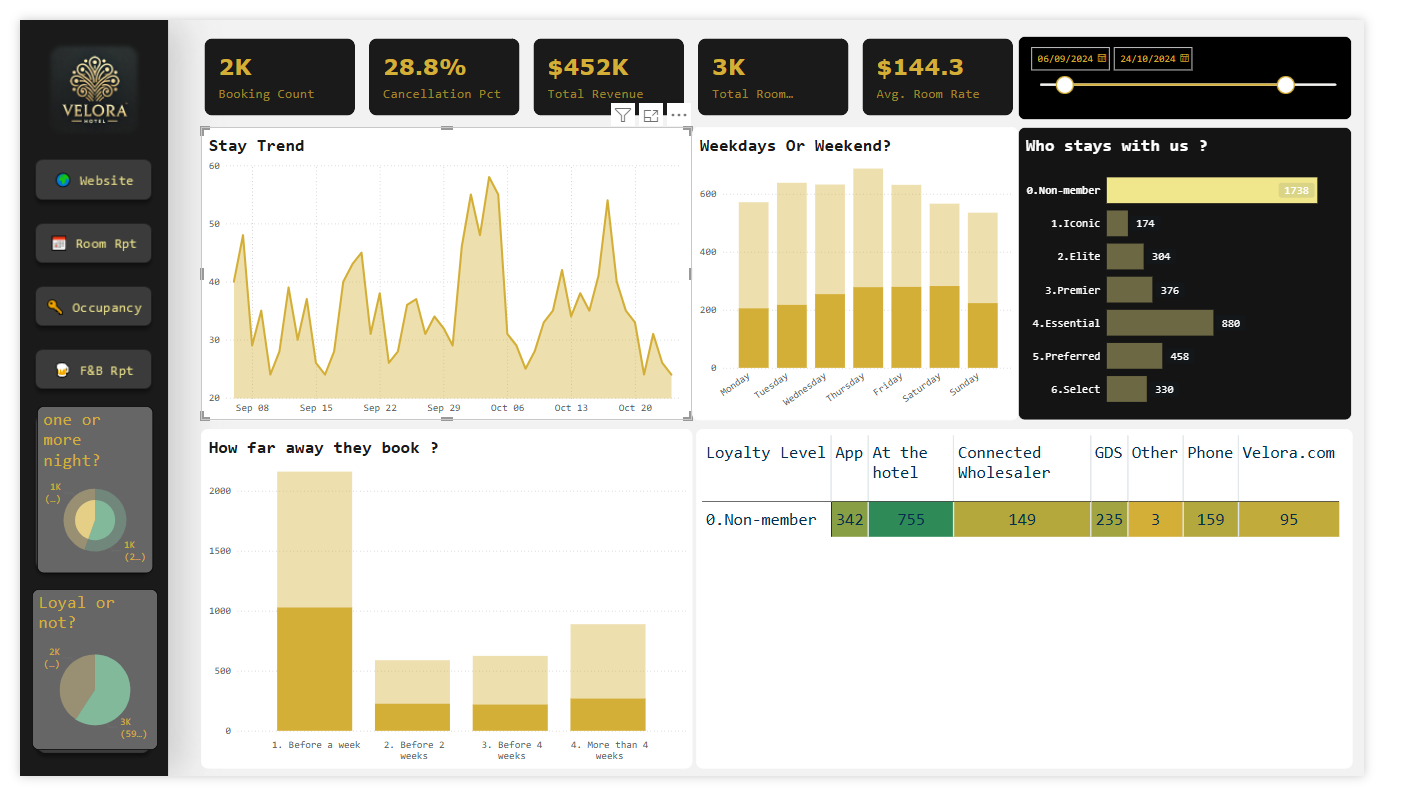 VELORA
HOTEL
Website
Room Rpt
Occupancy
F&B Rpt
one or
more
night?
1K
(…)
1K
(2…)
Loyal or
not?
2K
(…)
3K
(59…)
2K
Booking Count
28.8%
Cancellation Pct
$452K
Total Revenue
3K
Total Room…
$144.3
Avg. Room Rate
06/09/2024
24/10/2024
Stay Trend
60
50
40
30
20
Sep 08
Sep 15
Sep 22
Sep 29
Oct 06
Oct 13
Oct 20
Weekdays Or Weekend?
600
400
200
0
Monday
Tuesday
Wednesday
Thursday
Friday
Saturday
Sunday
Who stays with us ?
0.Non-member 1738
1.Iconic 174
2.Elite 304
3.Premier 376
4.Essential 880
5.Preferred 458
6.Select 330
How far away they book ?
2000
1500
1000
500
0
1. Before a week
2. Before 2
weeks
3. Before 4
weeks
4. More than 4
weeks
Loyalty Level App At the Connected GDS Other Phone Velora.com
hotel Wholesaler
0.Non-member 342 755 149 235 3 159 95